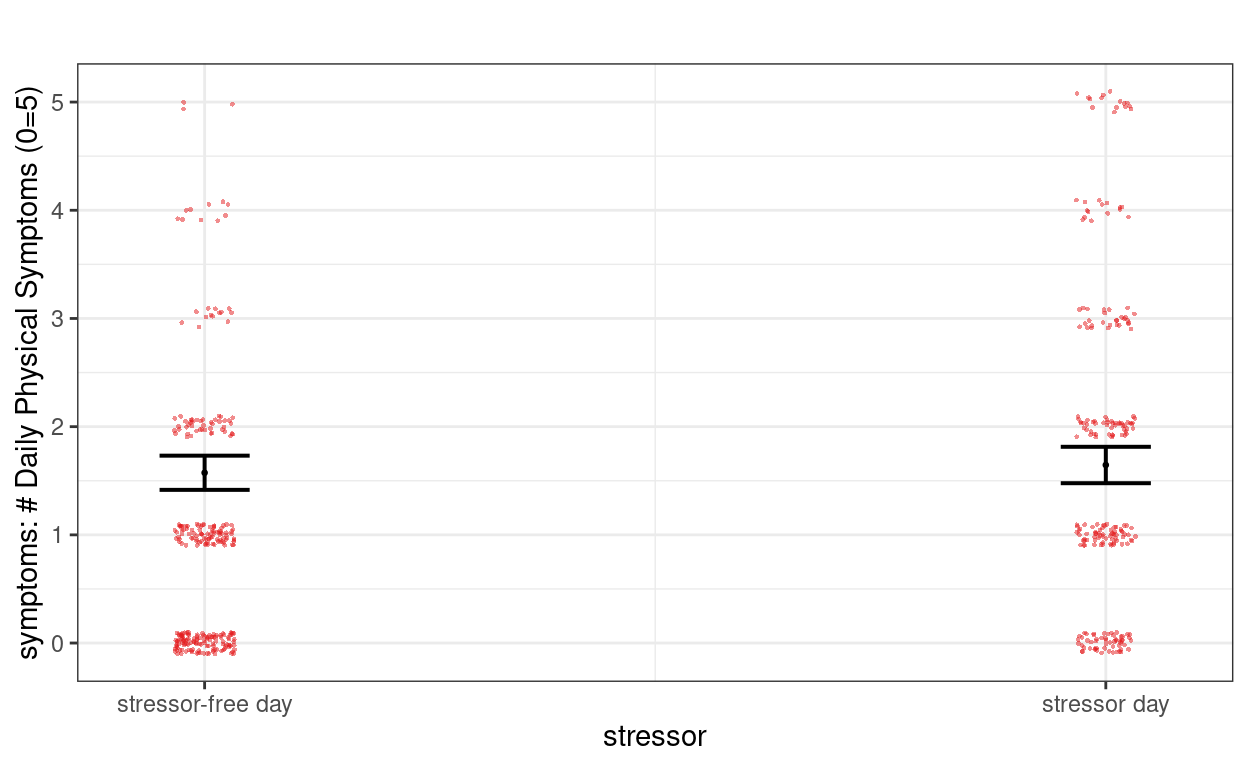 symptoms: # Daily Physical Symptoms (0=5)
5
4
3
2
1
0
stressor-free day
stressor day
stressor